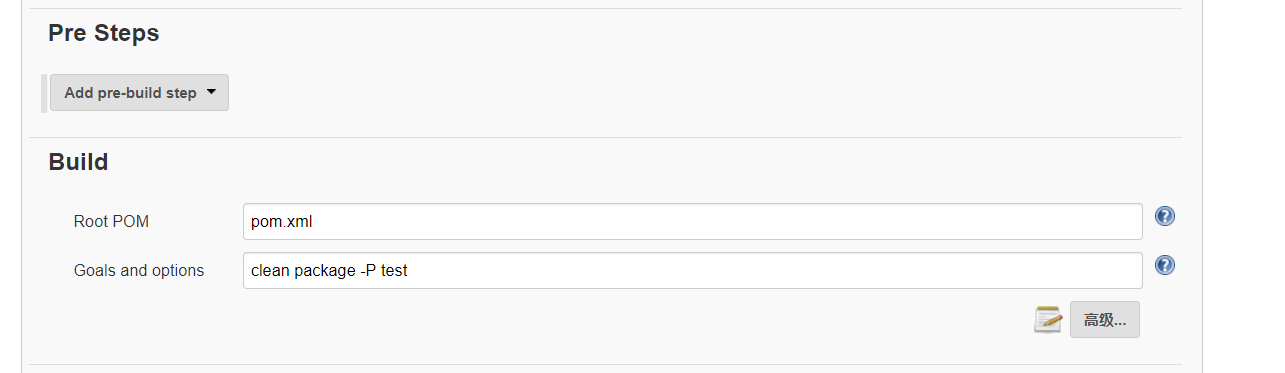 Pre Steps
Add pre-build step
Build
Root POM
pom.xml
Goals and options
clean package -P test
高级...